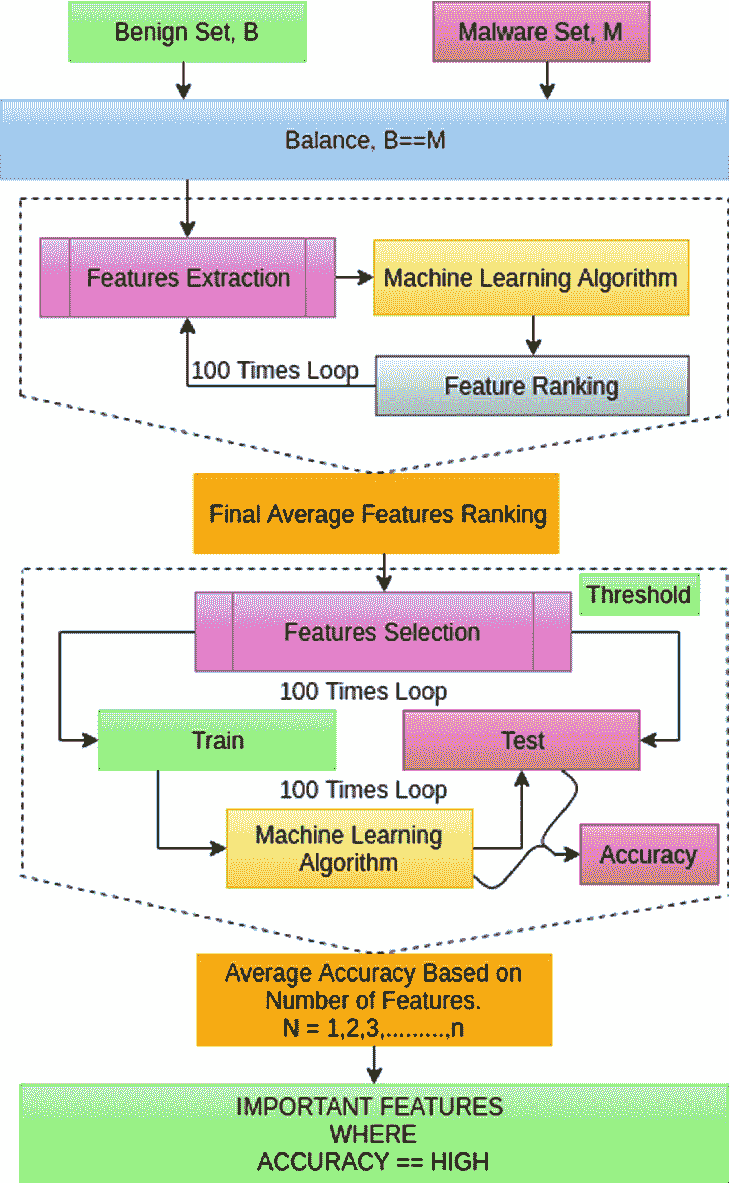 Benign Set, B
Malware Set, M
Balance, B==M
Features Extraction
Machine Learning Algorithm
100 Times Loop
Feature Ranking
Final Average Features Ranking
Threshold
Features Selection
100 Times Loop
Train
Test
100 Times Loop
Machine Learning
Algorithm
Accuracy
Average Accuracy Based on
Number of Features.
N = 1,2,3,.........,n
IMPORTANT FEATURES
WHERE
ACCURACY == HIGH